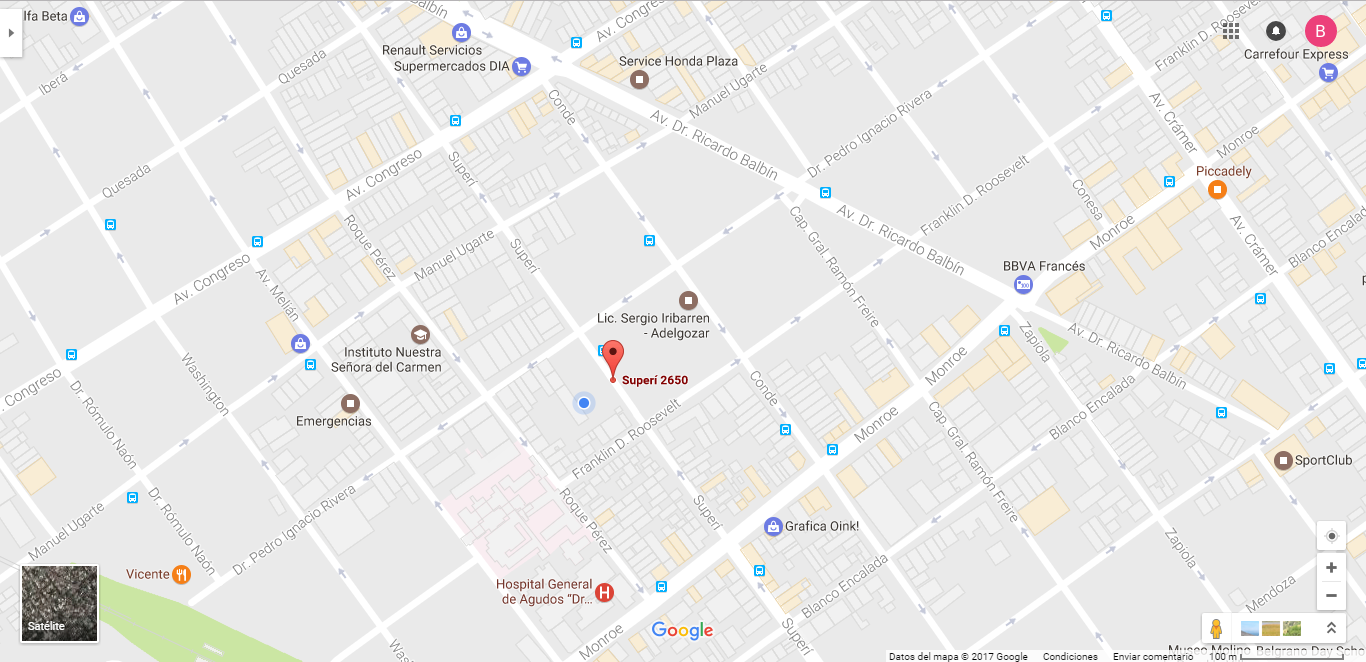 lfa Beta
Renault Servicios
Supermercados DIA
Service Honda Plaza
B
Carrefour Express
Iberá
Quesada
Balbín
Av. Congreso
Franklin D. Roosevelt
Conde
Manuel Ugarte
Av. Dr. Ricardo Balbín
Dr. Pedro Ignacio Rivera
Av. Crámer
Monroe
Quesada
Superí
Av. Congreso
Franklin D. Roosevelt
Piccadely
Conesa
Roque Pérez
Manuel Ugarte
Superí
Cap. Gral. Ramón Freire
Av. Dr. Ricardo Balbín
Monroe
Av. Crámer
Blanco Encalada
Av. Congreso
Av. Melián
BBVA Francés
Lic. Sergio Iribarren
- Adelgozar
Instituto Nuestra
Señora del Carmen
Superí 2650
Zapiola
Av. Dr. Ricardo Balbín
Congreso
Dr. Rómulo Naón
Washington
Emergencias
Conde
Monroe
Monroe
Franklin D. Roosevelt
Cap. Gral. Ramón Freire
Blanco Encalada
SportClub
Dr. Rómulo Naón
Dr. Pedro Ignacio Rivera
Manuel Ugarte
Roque Pérez
Superí
Grafica Oink!
Zapiola
Vicente
Hospital General
de Agudos “Dr...
H
Blanco Encalada
Mendoza
Satélite
Monroe
Google
Superí
Datos del mapa © 2017 Google
Condiciones
Enviar comentario
100 m